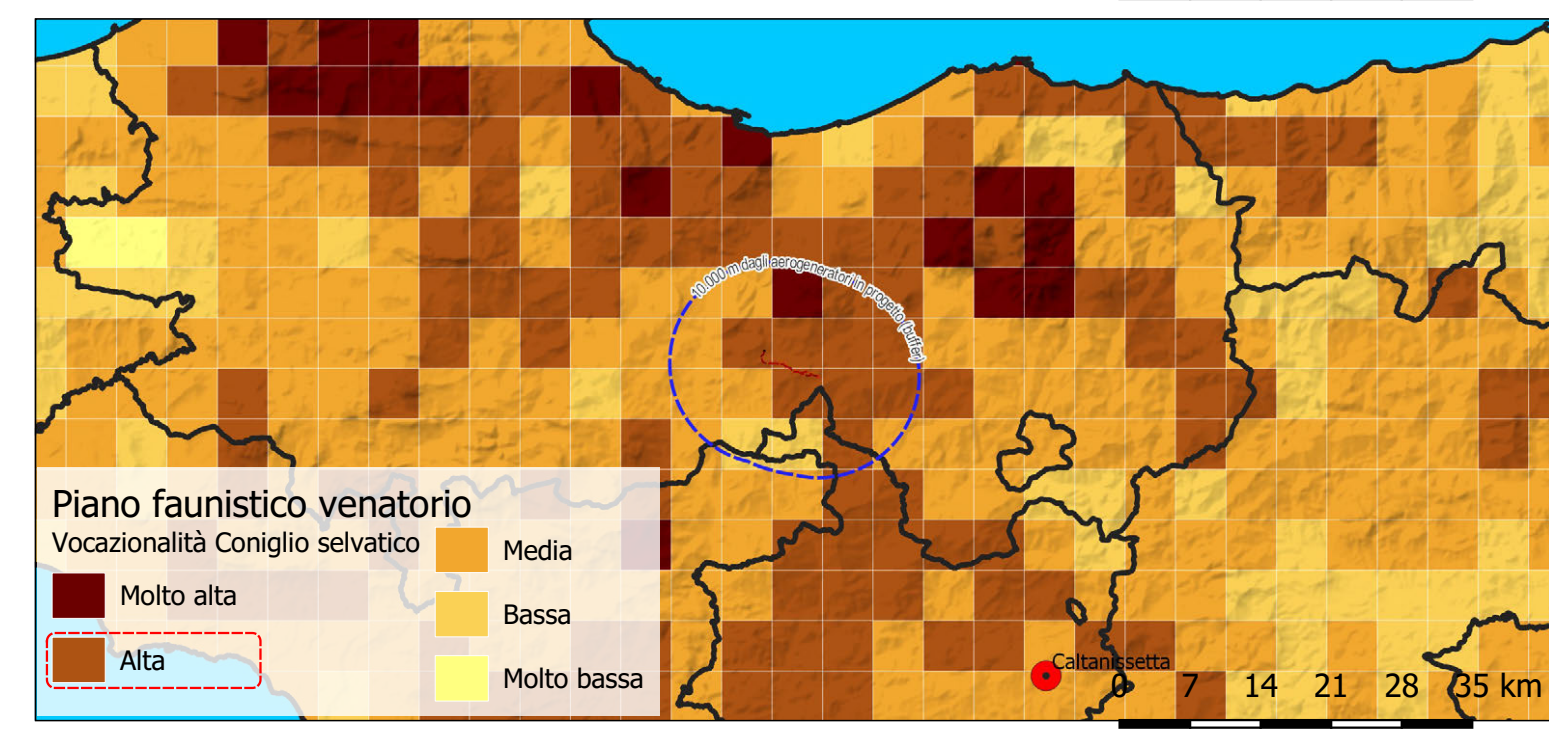 10.000 m dagli aerogeneratori in progetto (buffer)
Piano faunistico venatorio
Vocazionalità Coniglio selvatico
Molto alta
Alta
Media
Bassa
Molto bassa
Caltanissetta
0 7 14 21 28 35 km